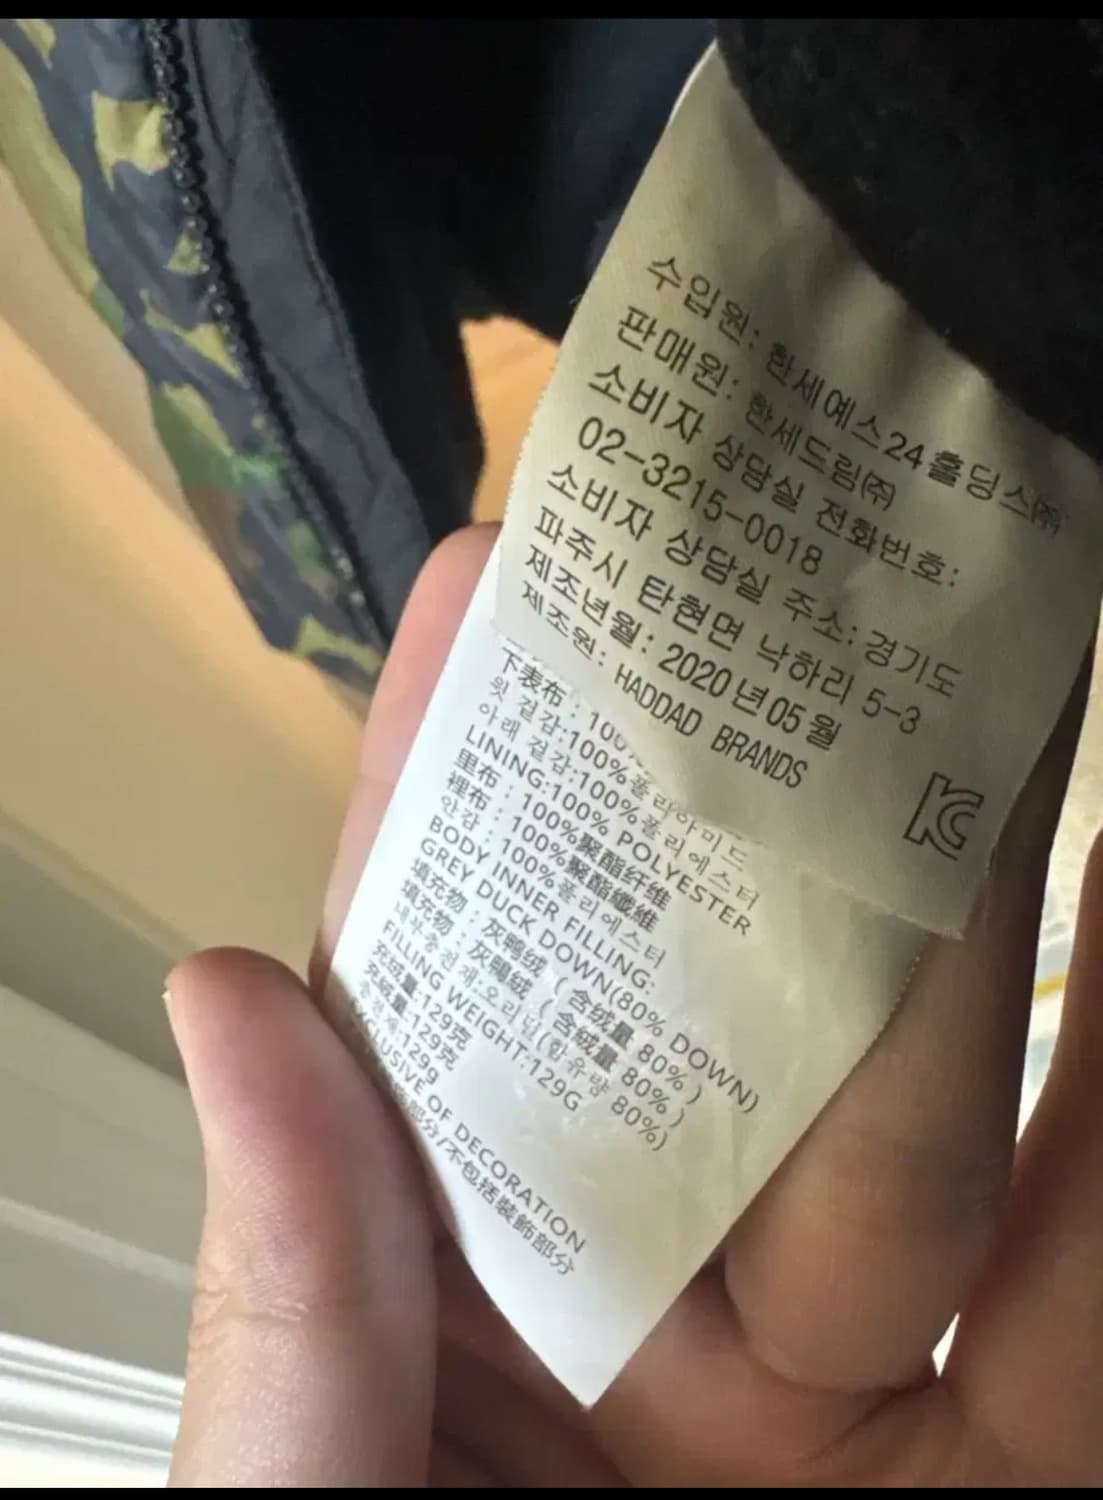 수입원: 한세예스24홀딩스㈜
판매원: 한세드림㈜
소비자 상담실 전화번호:
02-3215-0018
소비자 상담실 주소: 경기도
파주시 탄현면 낙하리 5-3
제조년월: 2020년05월
제조원: HADDAD BRANDS
下表布: 100%
윗 겉감:100%폴리아미드
아래 겉감:100%폴리에스터
LINING:100% POLYESTER
里布: 100%聚酯纤维
裡布: 100%聚酯纖維
안감: 100%폴리에스터
BODY INNER FILLING:
GREY DUCK DOWN(80% DOWN)
填充物: 灰鸭绒 (含绒量 80%)
填充物: 灰鴨絨 (含絨量 80%)
충전재:오리털(함유량 80%)
FILLING WEIGHT:129G
充绒量:129克
充絨量:129克
충전재:129g
EXCLUSIVE OF DECORATION
部分/不包括裝飾部分
KC